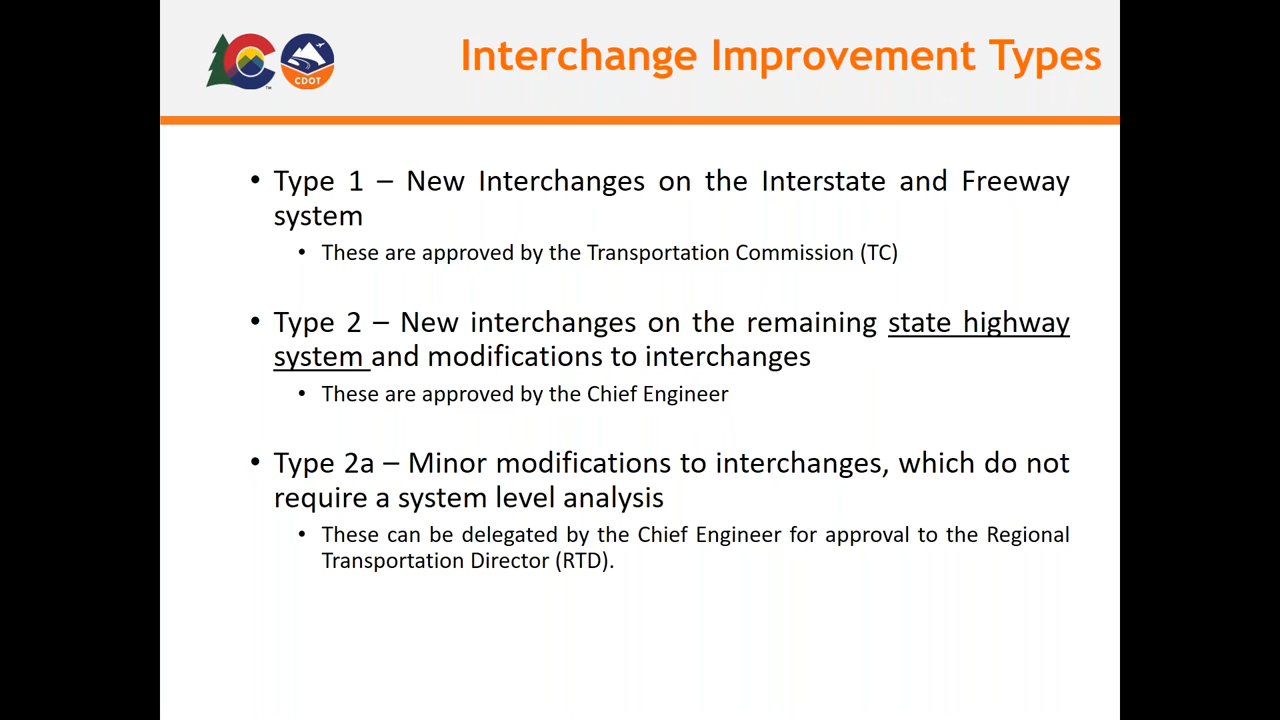 CDOT
TM
Interchange Improvement Types
• Type 1 – New Interchanges on the Interstate and Freeway
system
• These are approved by the Transportation Commission (TC)
• Type 2 – New interchanges on the remaining state highway
system and modifications to interchanges
• These are approved by the Chief Engineer
• Type 2a – Minor modifications to interchanges, which do not
require a system level analysis
• These can be delegated by the Chief Engineer for approval to the Regional
Transportation Director (RTD).